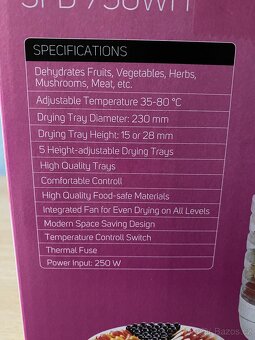 SFD 750WH
SPECIFICATIONS
Dehydrates Fruits, Vegetables, Herbs,
Mushrooms, Meat, etc.
Adjustable Temperature 35-80 °C
Drying Tray Diameter: 230 mm
Drying Tray Height: 15 or 28 mm
5 Height-adjustable Drying Trays
High Quality Trays
Comfortable Controll
High Quality Food-safe Materials
Integrated Fan for Even Drying on All Levels
Modern Space Saving Design
Temperature Controll Switch
Thermal Fuse
Power Input: 250 W